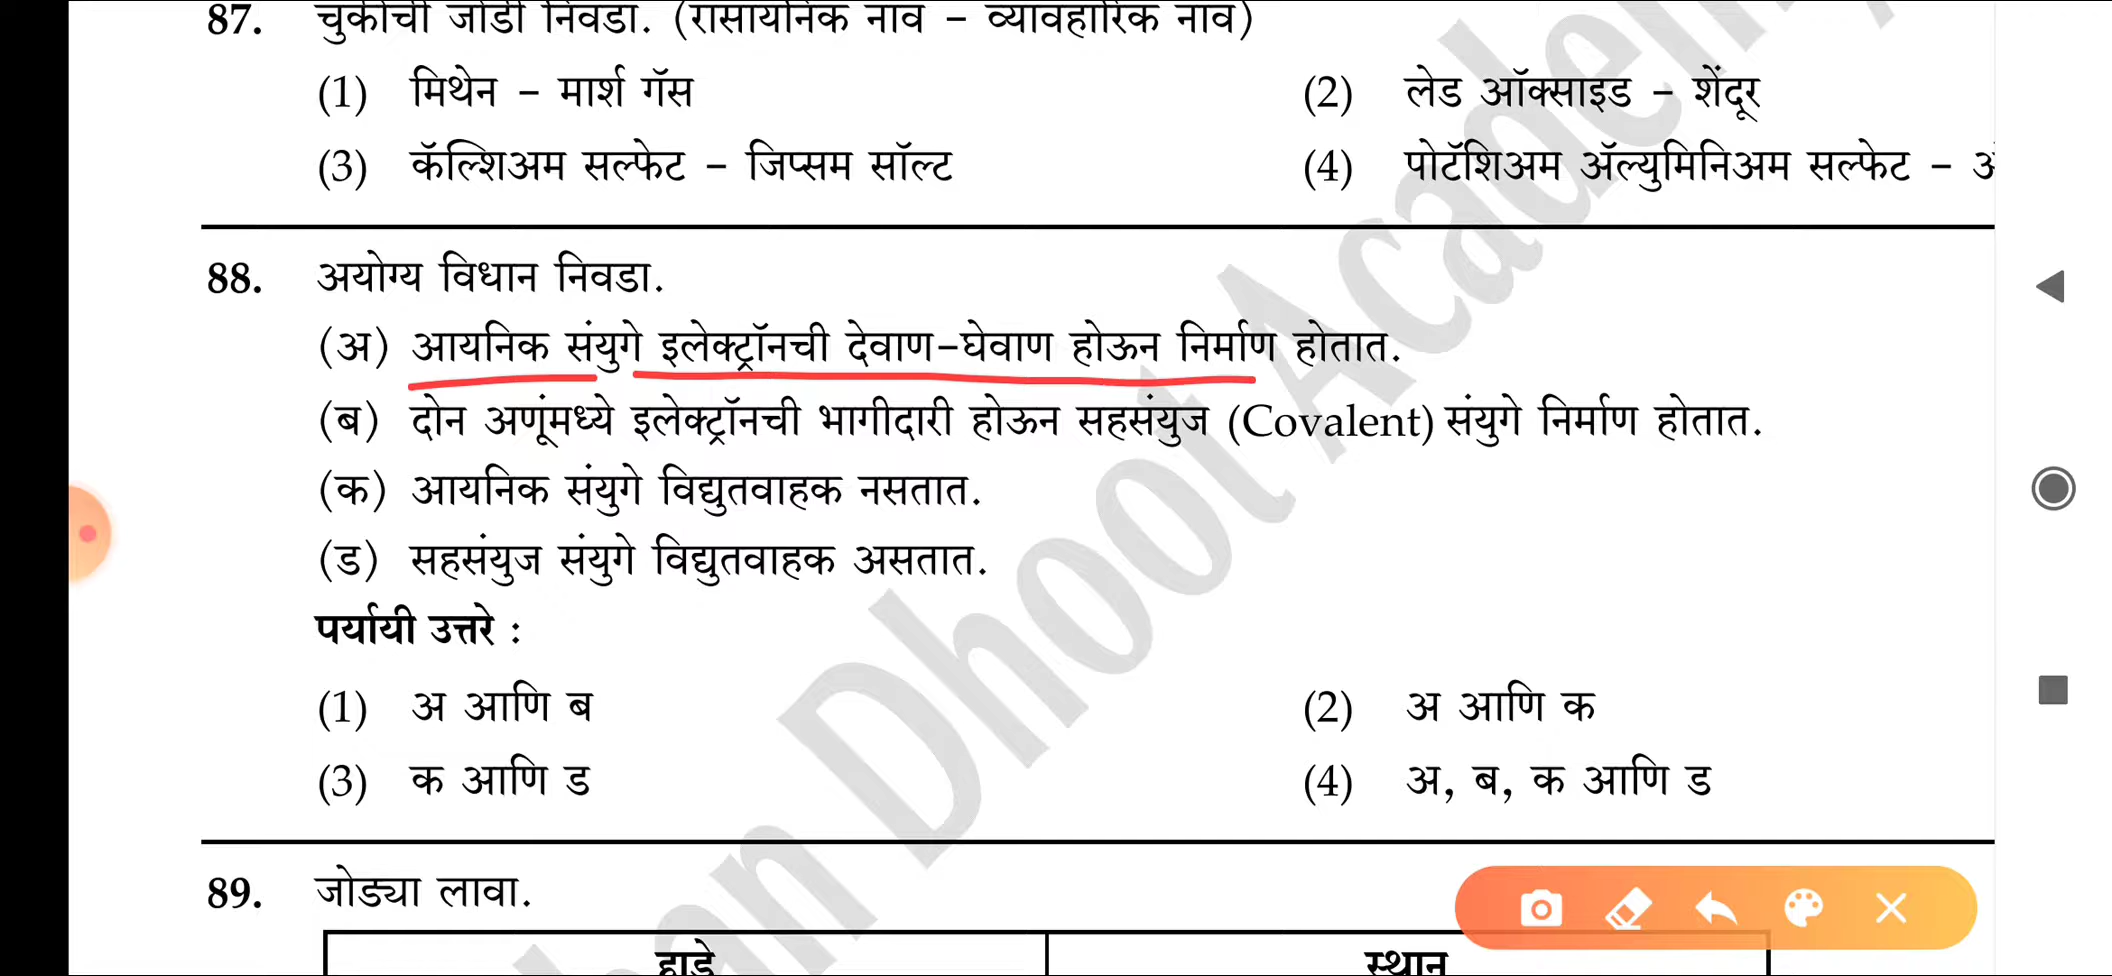 87. चुकीची जोडी निवडा. (रासायनिक नाव – व्यावहारिक नाव)
(1) मिथेन – मार्श गॅस (2) लेड ऑक्साइड – शेंदूर
(3) कॅल्शिअम सल्फेट – जिप्सम सॉल्ट (4) पोटॅशिअम ॲल्युमिनिअम सल्फेट –
88. अयोग्य विधान निवडा.
(अ) आयनिक संयुगे इलेक्ट्रॉनची देवाण-घेवाण होऊन निर्माण होतात.
(ब) दोन अणूंमध्ये इलेक्ट्रॉनची भागीदारी होऊन सहसंयुज (Covalent) संयुगे निर्माण होतात.
(क) आयनिक संयुगे विद्युतवाहक नसतात.
(ड) सहसंयुज संयुगे विद्युतवाहक असतात.
पर्यायी उत्तरे :
(1) अ आणि ब (2) अ आणि क
(3) क आणि ड (4) अ, ब, क आणि ड
89. जोड्या लावा.
हाडे स्थान
Dhoot Academy